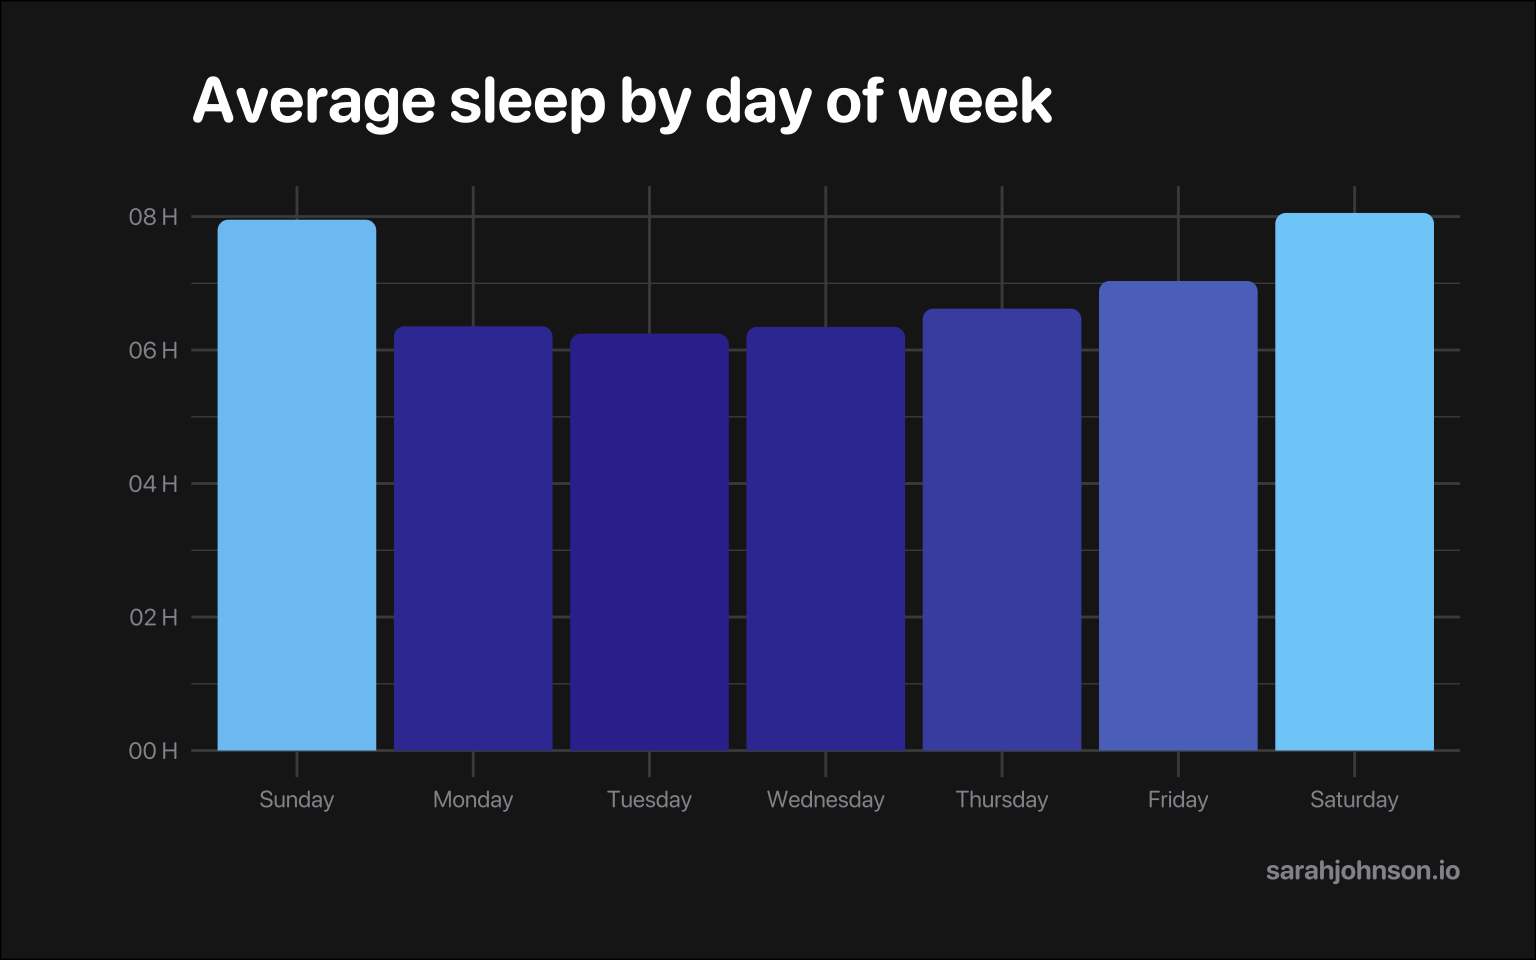 Average sleep by day of week
08 H
06 H
04 H
02 H
00 H
Sunday Monday Tuesday Wednesday Thursday Friday Saturday
sarahjohnson.io